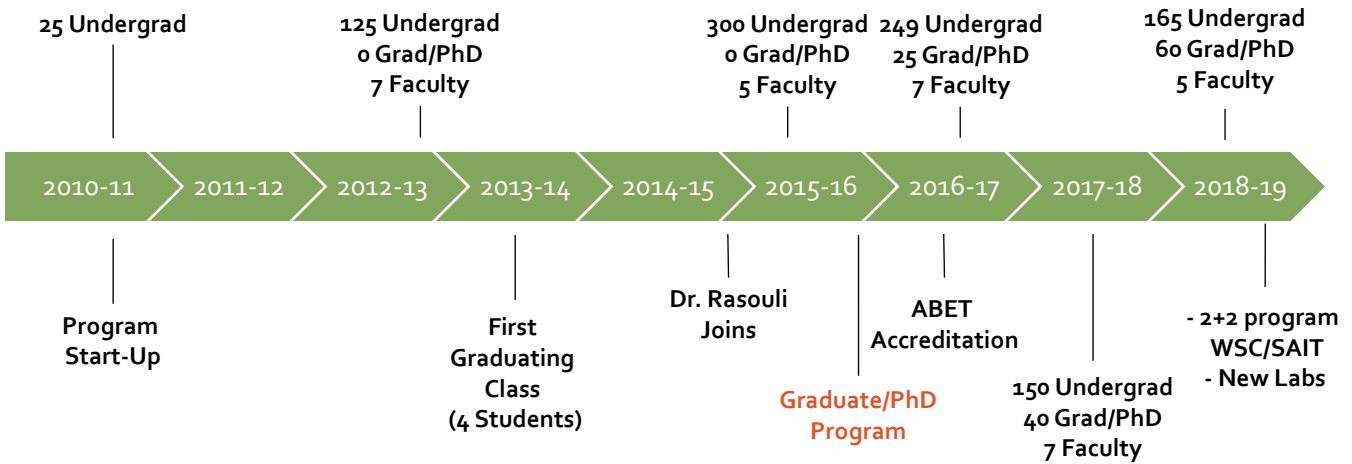 25 Undergrad
125 Undergrad
0 Grad/PhD
7 Faculty
300 Undergrad
0 Grad/PhD
5 Faculty
249 Undergrad
25 Grad/PhD
7 Faculty
165 Undergrad
60 Grad/PhD
5 Faculty
2010-11
2011-12
2012-13
2013-14
2014-15
2015-16
2016-17
2017-18
2018-19
Program
Start-Up
First
Graduating
Class
(4 Students)
Dr. Rasouli
Joins
Graduate/PhD
Program
ABET
Accreditation
150 Undergrad
40 Grad/PhD
7 Faculty
- 2+2 program
WSC/SAIT
- New Labs